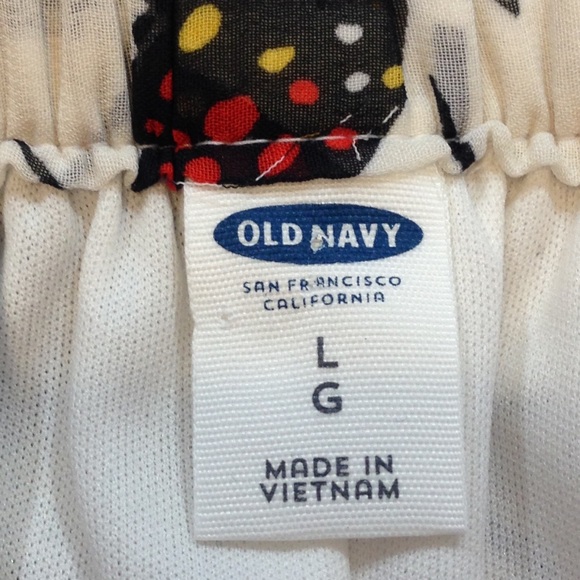 OLD NAVY
SAN FRANCISCO
CALIFORNIA
L
G
MADE IN
VIETNAM